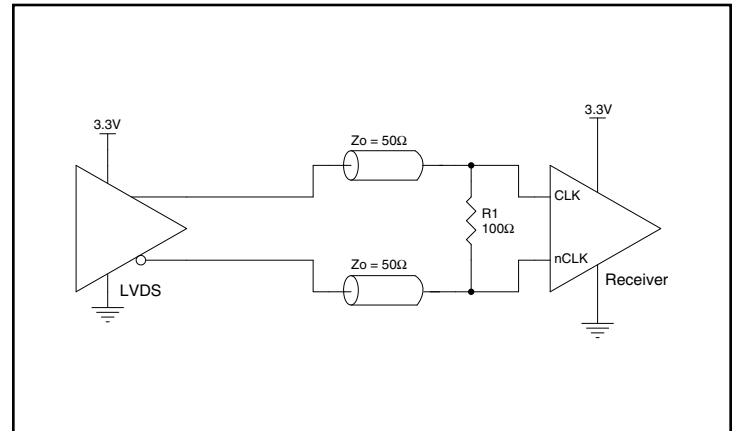 3.3V
LVDS
Zo = 50Ω
Zo = 50Ω
R1
100Ω
3.3V
CLK
nCLK
Receiver